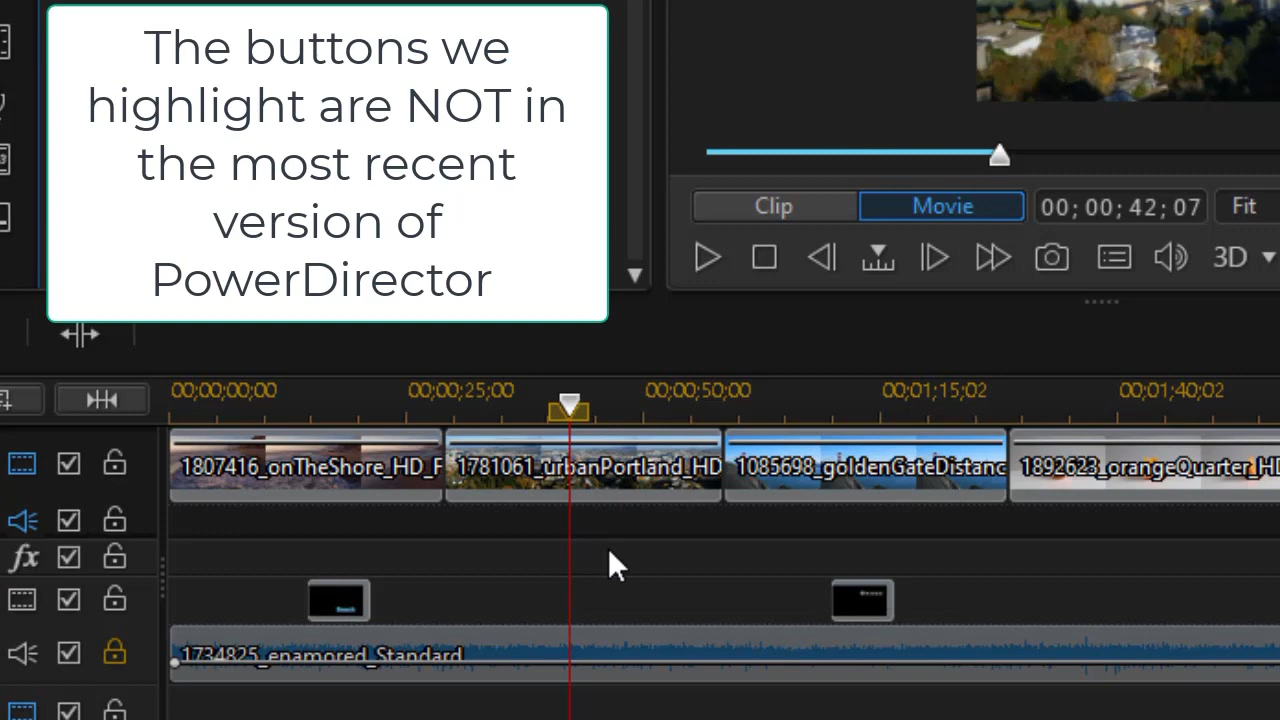 The buttons we
highlight are NOT in
the most recent
version of
PowerDirector
Clip
Movie
00; 00; 42; 07
Fit
3D
00;00;00;00
00;00;25;00
00;00;50;00
00;01;15;02
00;01;40;02
1807416_onTheShore_HD_F
1781061_urbanPortland_HD
1085698_goldenGateDistanc
1892623_orangeQuarter_HD
fx
1734825_enamored_Standard